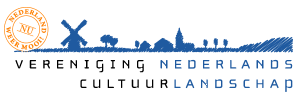 NEDERLAND
NU
WEER MOOI!
VERENIGING NEDERLANDS
CULTUURLANDSCHAP